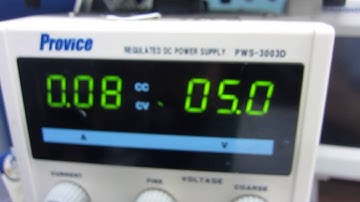 Provice REGULATED DC POWER SUPPLY PWS-3003D
0.08 CC CV 05.0
A V
CURRENT FINE VOLTAGE COARSE